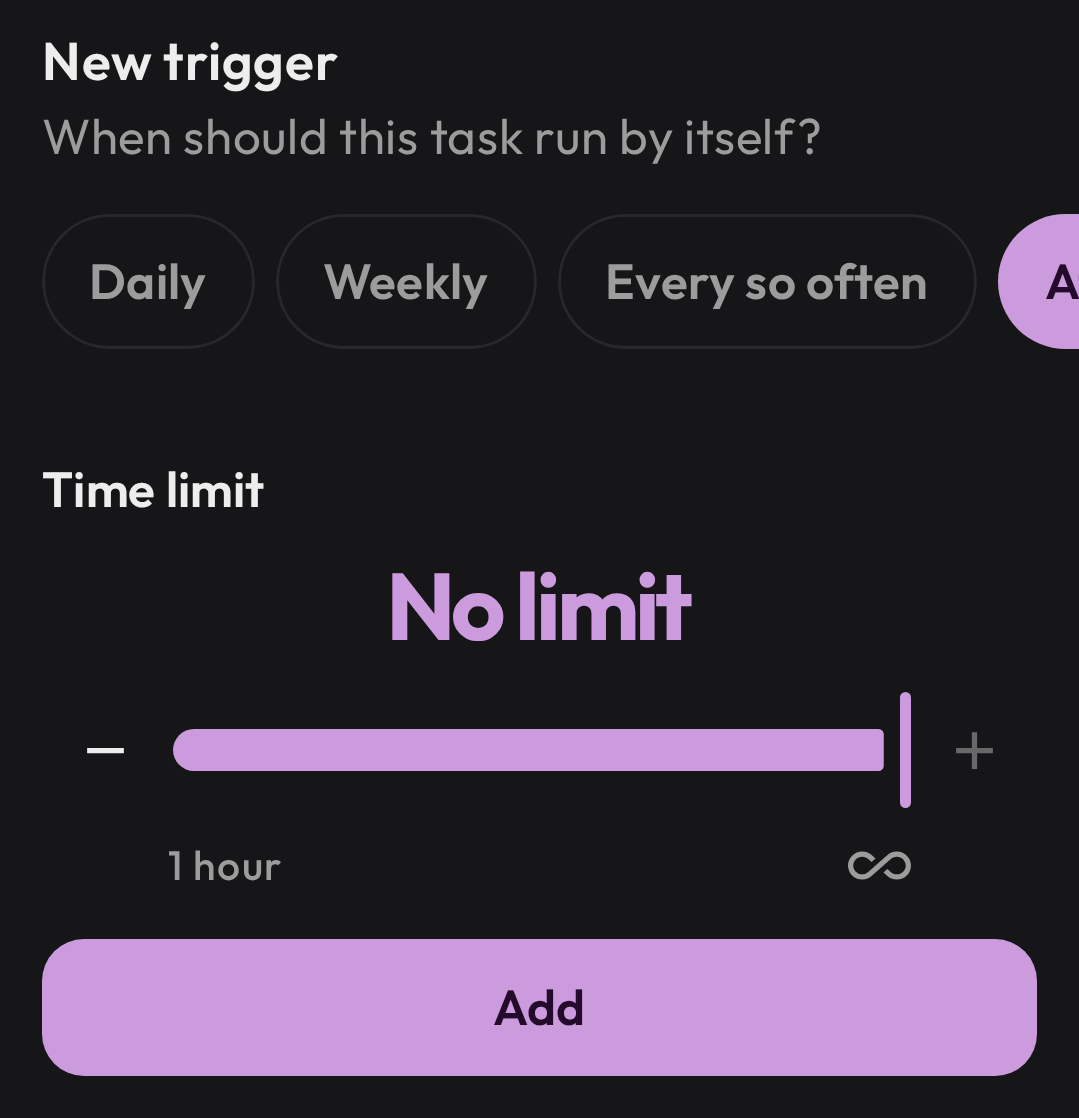 New trigger
When should this task run by itself?
Daily Weekly Every so often
Time limit
No limit
1 hour
Add